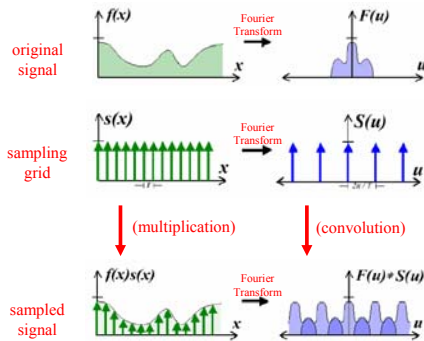 f(x)
Fourier
Transform
F(u)
original
signal
x
u
s(x)
Fourier
Transform
S(u)
sampling
grid
x
u
(multiplication)
(convolution)
f(x)s(x)
Fourier
Transform
F(u)*S(u)
sampled
signal
x
u